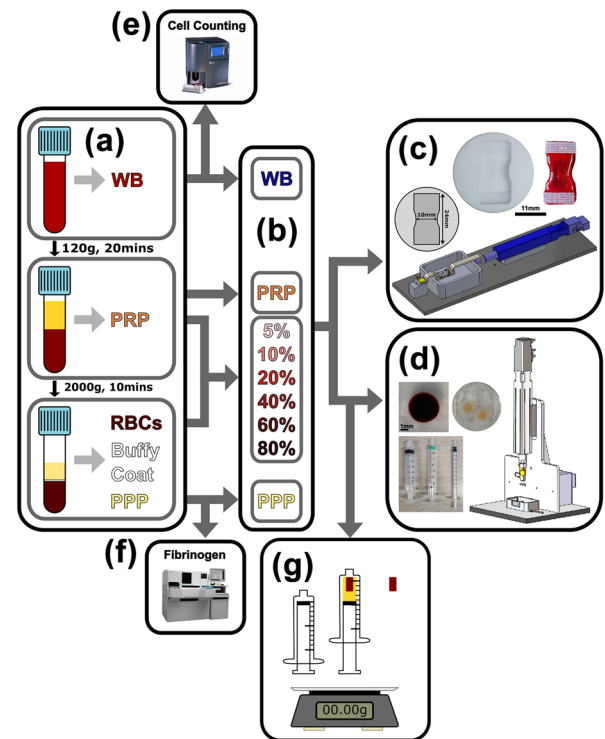 (e)
Cell Counting
(a)
WB
120g, 20mins
PRP
2000g, 10mins
RBCs
Buffy
Coat
PPP
(b)
WB
PRP
5%
10%
20%
40%
60%
80%
PPP
(c)
10mm
24mm
11mm
(d)
1mm
(f)
Fibrinogen
(g)
00.00g